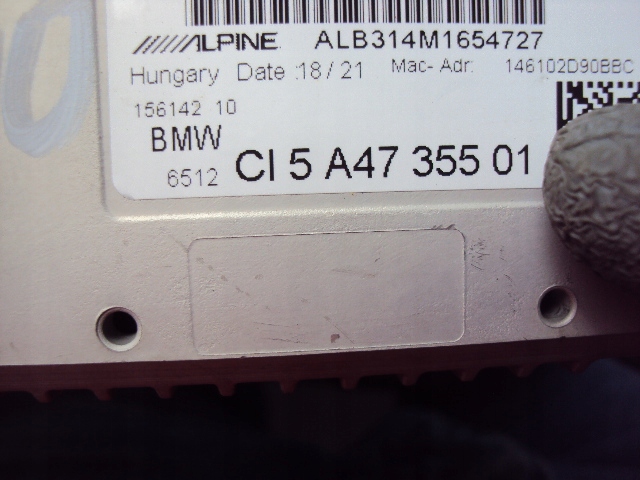 ALPINE ALB314M1654727
Hungary Date :18/21 Mac- Adr: 146102D90BBC
156142 10
BMW
6512 CI 5 A47 355 01